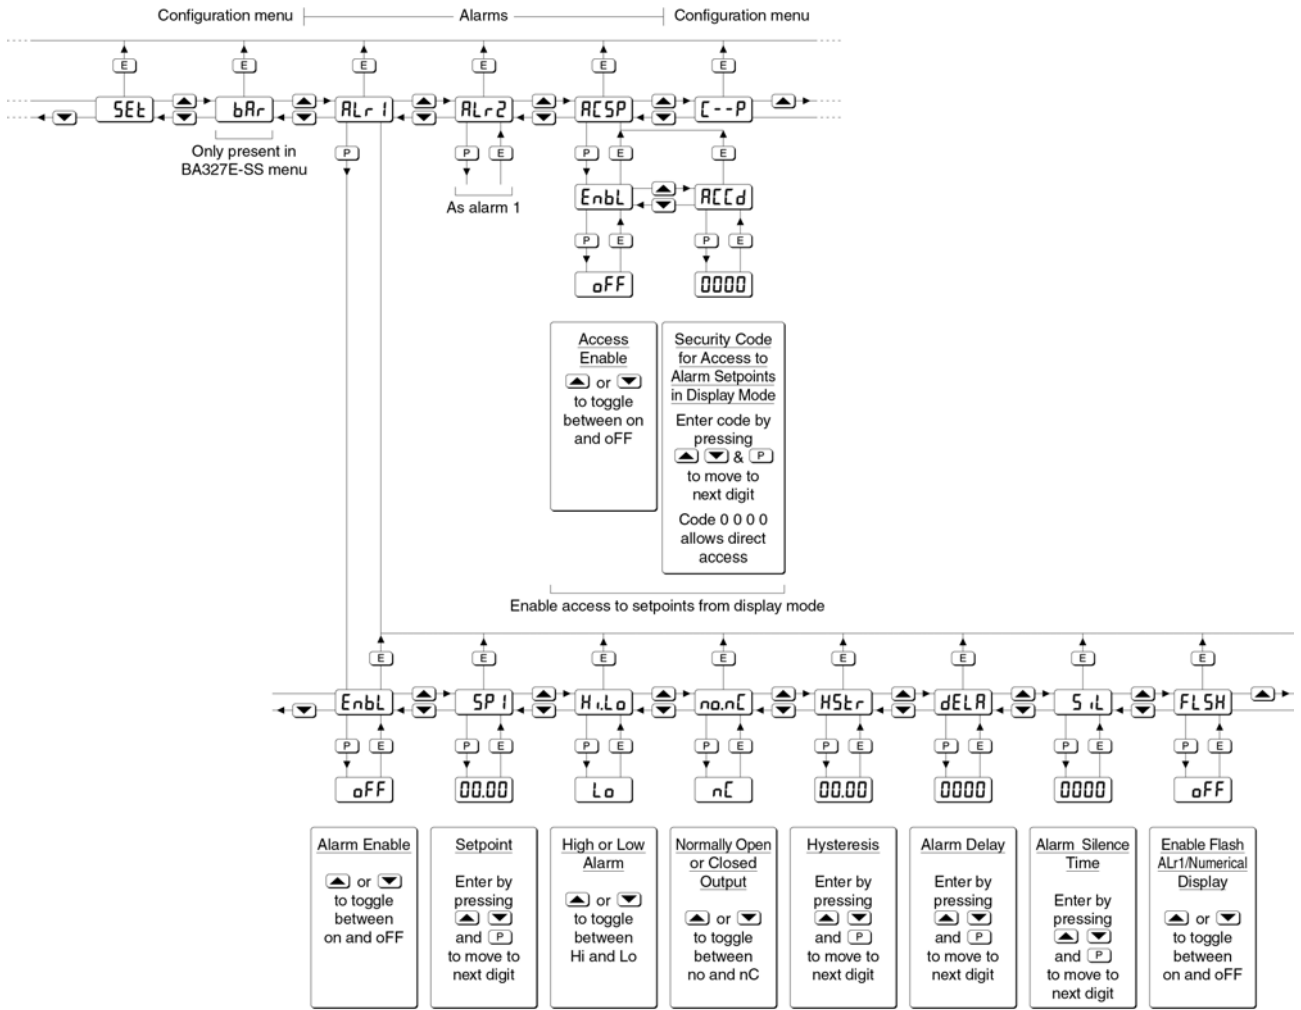 Configuration menu Alarms Configuration menu
E E E E E E
SEt bAr ALr1 ALr2 ACSP C--P
Only present in
BA327E-SS menu
P P E P E E
As alarm 1
EnbL ACCd
P E P E
oFF 0000
Access
Enable
or
to toggle
between on
and oFF
Security Code
for Access to
Alarm Setpoints
in Display Mode
Enter code by
pressing
& P
to move to
next digit
Code 0 0 0 0
allows direct
access
Enable access to setpoints from display mode
E E E E E E E E
EnbL SP1 Hi.Lo no.nC HStr dELA SiL FLSH
P E P E P E P E P E P E P E P E
oFF 00.00 Lo nC 00.00 0000 0000 oFF
Alarm Enable
or
to toggle
between
on and oFF
Setpoint
Enter by
pressing
and P
to move to
next digit
High or Low
Alarm
or
to toggle
between
Hi and Lo
Normally Open
or Closed
Output
or
to toggle
between
no and nC
Hysteresis
Enter by
pressing
and P
to move to
next digit
Alarm Delay
Enter by
pressing
and P
to move to
next digit
Alarm Silence
Time
Enter by
pressing
and P
to move to
next digit
Enable Flash
ALr1/Numerical
Display
or
to toggle
between
on and oFF